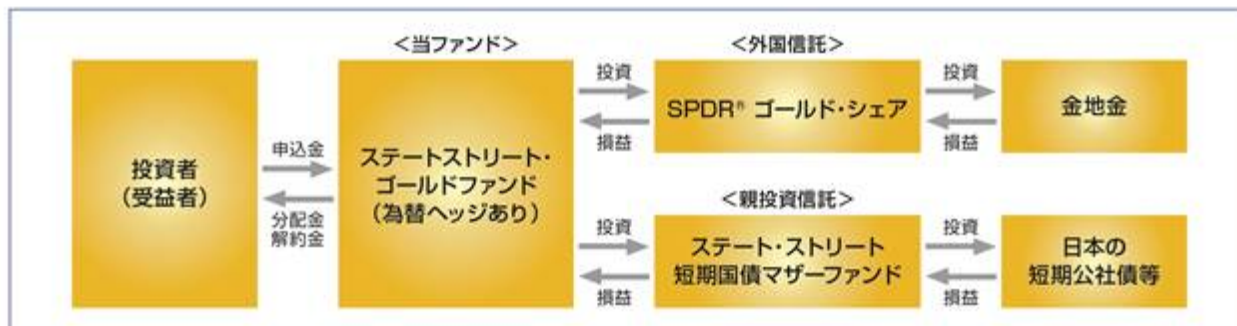 <当ファンド>
<外国信託>
投資者
(受益者)
申込金
分配金
解約金
ステートストリート・
ゴールドファンド
(為替ヘッジあり)
投資
損益
SPDR® ゴールド・シェア
投資
損益
金地金
<親投資信託>
投資
損益
ステート・ストリート
短期国債マザーファンド
投資
損益
日本の
短期公社債等